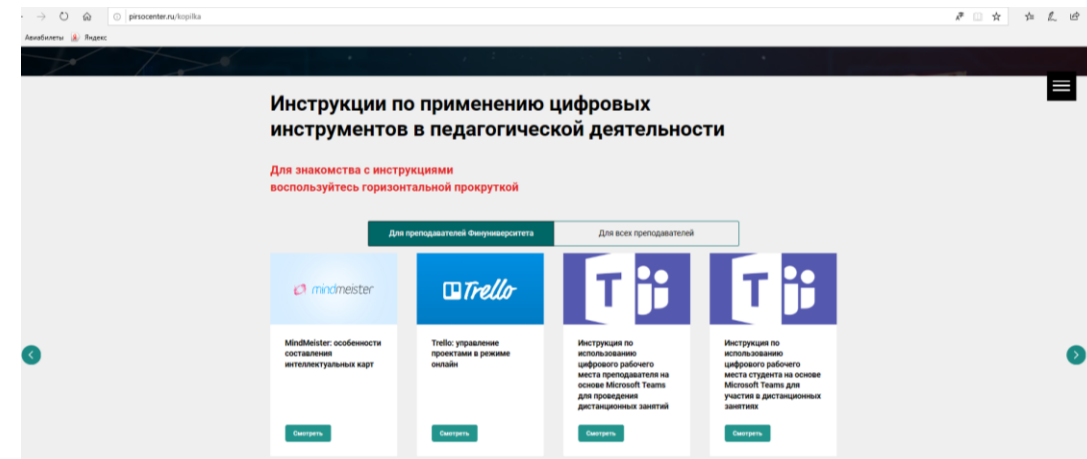 pirsocenter.ru/kopilka
Авиабилеты Яндекс
Инструкции по применению цифровых
инструментов в педагогической деятельности
Для знакомства с инструкциями
воспользуйтесь горизонтальной прокруткой
Для преподавателей Финуниверситета
Для всех преподавателей
mindmeister
MindMeister: особенности
составления
интеллектуальных карт
Смотреть
Trello
Trello: управление
проектами в режиме
онлайн
Смотреть
T
Инструкция по
использованию
цифрового рабочего
места преподавателя на
основе Microsoft Teams
для проведения
дистанционных занятий
Смотреть
T
Инструкция по
использованию
цифрового рабочего
места студента на основе
Microsoft Teams для
участия в дистанционных
занятиях
Смотреть